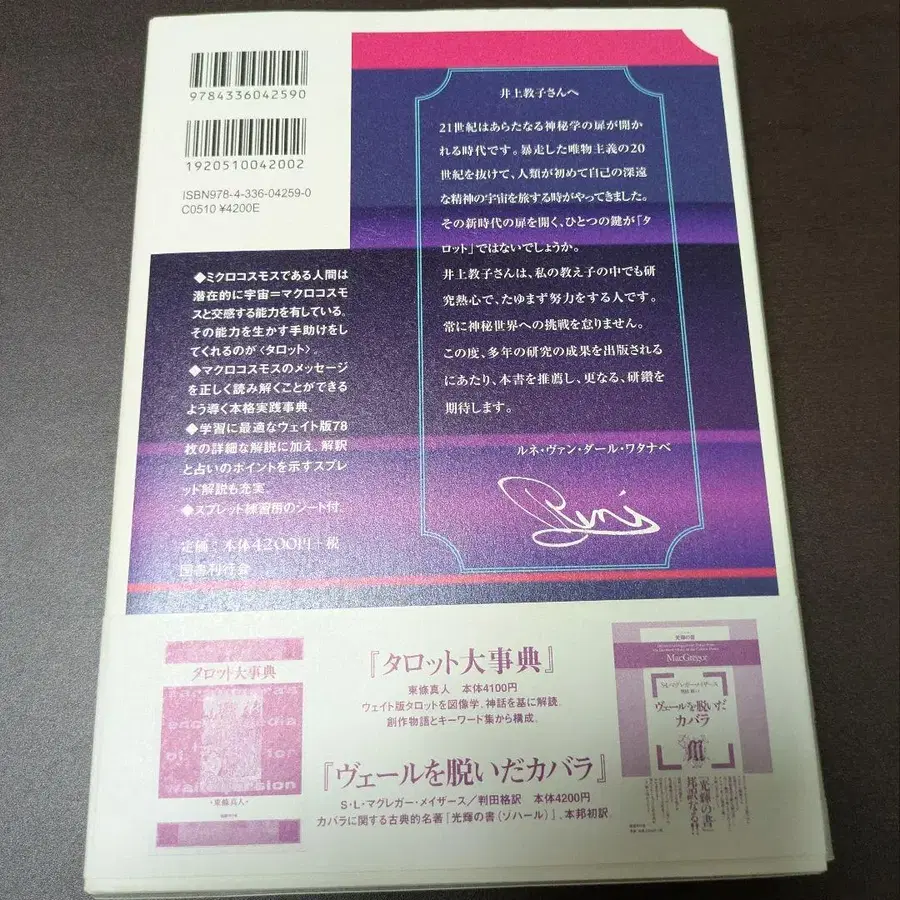 9784336042590
1920510042002
ISBN978-4-336-04259-0
C0510 ¥4200E
井上教子さんへ
21世紀はあらたなる神秘学の扉が開か
れる時代です。暴走した唯物主義の20
世紀を抜けて、人類が初めて自己の深遠
な精神の宇宙を旅する時がやってきました。
その新時代の扉を開く、ひとつの鍵が「タ
ロット」ではないでしょうか。
井上教子さんは、私の教え子の中でも研
究熱心で、たゆまず努力をする人です。
常に神秘世界への挑戦を怠りません。
この度、多年の研究の成果を出版される
にあたり、本書を推薦し、更なる、研鑽を
期待します。
ルネ・ヴァン・ダール・ワタナベ
◆ミクロコスモスである人間は
潜在的に宇宙=マクロコスモ
スと交感する能力を有している。
その能力を生かす手助けをし
てくれるのが〈タロット〉。
◆マクロコスモスのメッセージ
を正しく読み解くことができる
よう導く本格実践事典。
◆学習に最適なウェイト版78
枚の詳細な解説に加え、解釈
と占いのポイントを示すスプレ
ッド解説も充実。
◆スプレッド練習用のシート付。
定価:本体4200円+税
国書刊行会
タロット大事典
東條真人
『タロット大事典』
東條真人 本体4100円
ウェイト版タロットを図像学、神話を基に解読。
創作物語とキーワード集から構成。
『ヴェールを脱いだカバラ』
S・L・マグレガー・メイザース/判田格訳 本体4200円
カバラに関する古典的名著『光輝の書(ソハール)』、本邦初訳。
MacGregor
S・L・マグレガー・メイザース
ヴェールを脱いだ
カバラ
『光輝の書』